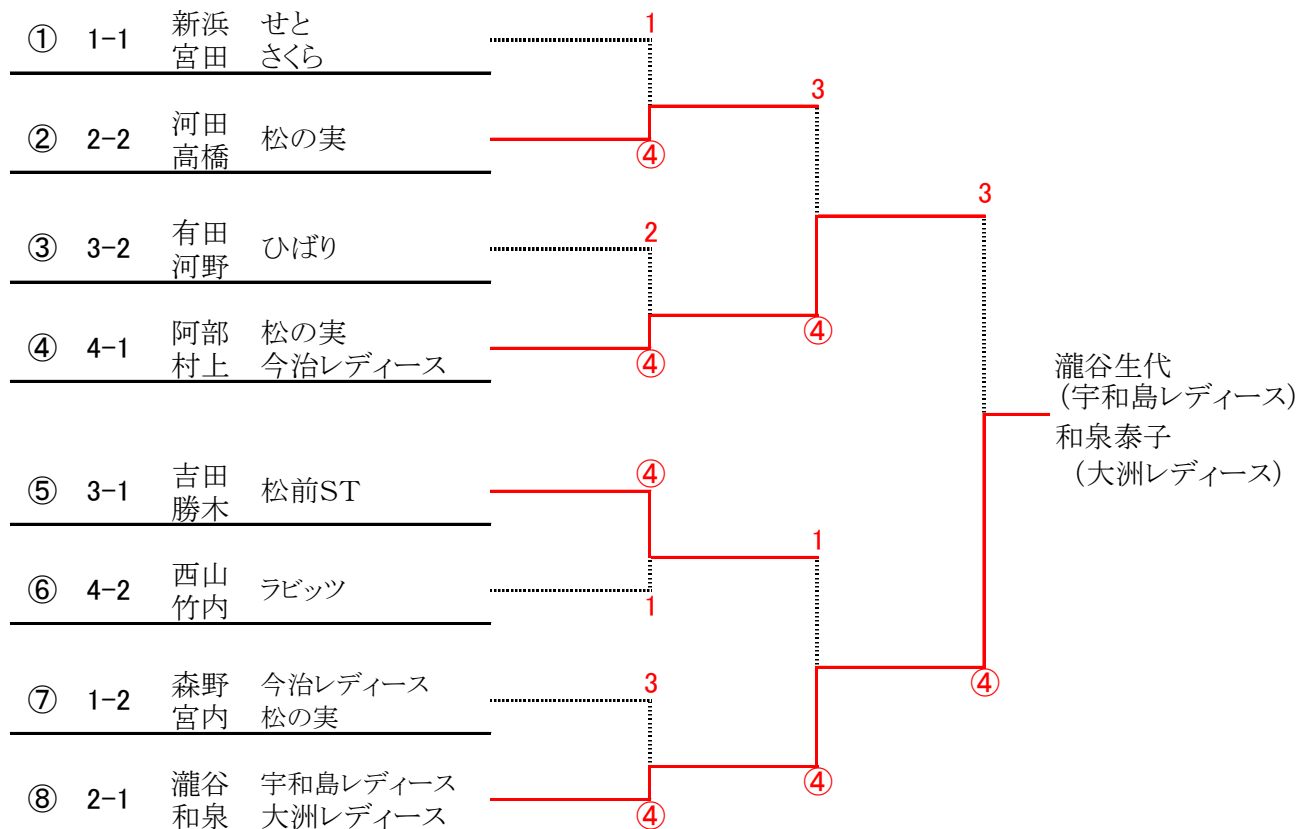 ① 1-1 新浜 せと
宮田 さくら
1
3
② 2-2 河田 松の実
高橋
④
3
③ 3-2 有田 ひばり
河野
2
④ 4-1 阿部 松の実
村上 今治レディース
④
④
瀧谷生代
(宇和島レディース)
和泉泰子
(大洲レディース)
⑤ 3-1 吉田 松前ST
勝木
④
1
⑥ 4-2 西山 ラビッツ
竹内
1
⑦ 1-2 森野 今治レディース
宮内 松の実
3
④
⑧ 2-1 瀧谷 宇和島レディース
和泉 大洲レディース
④
④